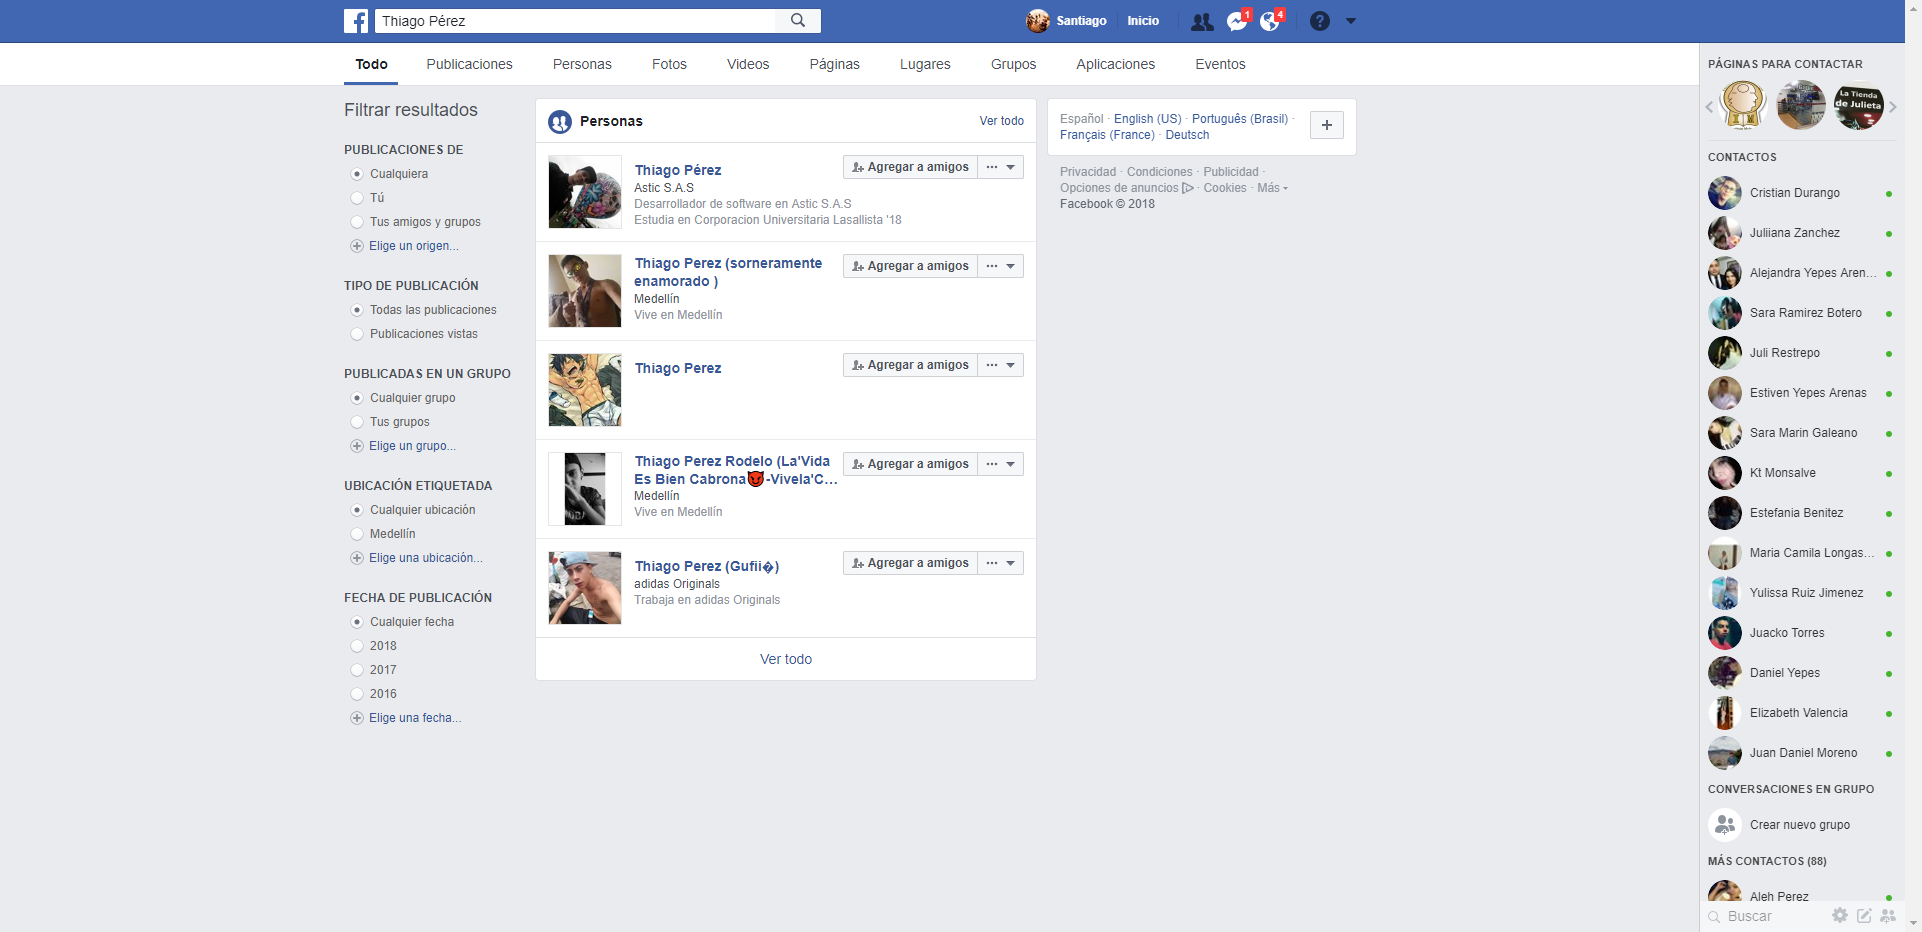 Thiago Pérez
Santiago
Inicio
1
4
Todo
Publicaciones
Personas
Fotos
Videos
Páginas
Lugares
Grupos
Aplicaciones
Eventos
Filtrar resultados
PUBLICACIONES DE
Cualquiera
Tú
Tus amigos y grupos
Elige un origen...
TIPO DE PUBLICACIÓN
Todas las publicaciones
Publicaciones vistas
PUBLICADAS EN UN GRUPO
Cualquier grupo
Tus grupos
Elige un grupo...
UBICACIÓN ETIQUETADA
Cualquier ubicación
Medellín
Elige una ubicación...
FECHA DE PUBLICACIÓN
Cualquier fecha
2018
2017
2016
Elige una fecha...
Personas
Ver todo
Thiago Pérez
Agregar a amigos
Astic S.A.S
Desarrollador de software en Astic S.A.S
Estudia en Corporacion Universitaria Lasallista '18
Thiago Perez (sorneramente
enamorado )
Agregar a amigos
Medellín
Vive en Medellín
Thiago Perez
Agregar a amigos
Thiago Perez Rodelo (La'Vida
Es Bien Cabrona😈-Vivela'C...
Agregar a amigos
Medellín
Vive en Medellín
Thiago Perez (Gufii�)
Agregar a amigos
adidas Originals
Trabaja en adidas Originals
Ver todo
Español · English (US) · Português (Brasil) ·
Français (France) · Deutsch
Privacidad · Condiciones · Publicidad ·
Opciones de anuncios · Cookies · Más
Facebook © 2018
PÁGINAS PARA CONTACTAR
La Tienda
de Julieta
CONTACTOS
Cristian Durango
Juliiana Zanchez
Alejandra Yepes Aren...
Sara Ramirez Botero
Juli Restrepo
Estiven Yepes Arenas
Sara Marin Galeano
Kt Monsalve
Estefania Benitez
Maria Camila Longas...
Yulissa Ruiz Jimenez
Juacko Torres
Daniel Yepes
Elizabeth Valencia
Juan Daniel Moreno
CONVERSACIONES EN GRUPO
Crear nuevo grupo
MÁS CONTACTOS (88)
Aleh Perez
Buscar